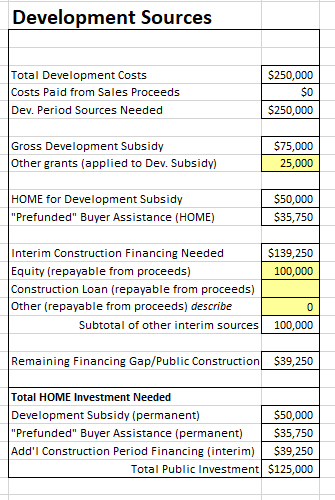 Development Sources
Total Development Costs $250,000
Costs Paid from Sales Proceeds $0
Dev. Period Sources Needed $250,000
Gross Development Subsidy $75,000
Other grants (applied to Dev. Subsidy) 25,000
HOME for Development Subsidy $50,000
"Prefunded" Buyer Assistance (HOME) $35,750
Interim Construction Financing Needed $139,250
Equity (repayable from proceeds) 100,000
Construction Loan (repayable from proceeds)
Other (repayable from proceeds) describe 0
Subtotal of other interim sources 100,000
Remaining Financing Gap/Public Construction $39,250
Total HOME Investment Needed
Development Subsidy (permanent) $50,000
"Prefunded" Buyer Assistance (permanent) $35,750
Add'l Construction Period Financing (interim) $39,250
Total Public Investment $125,000